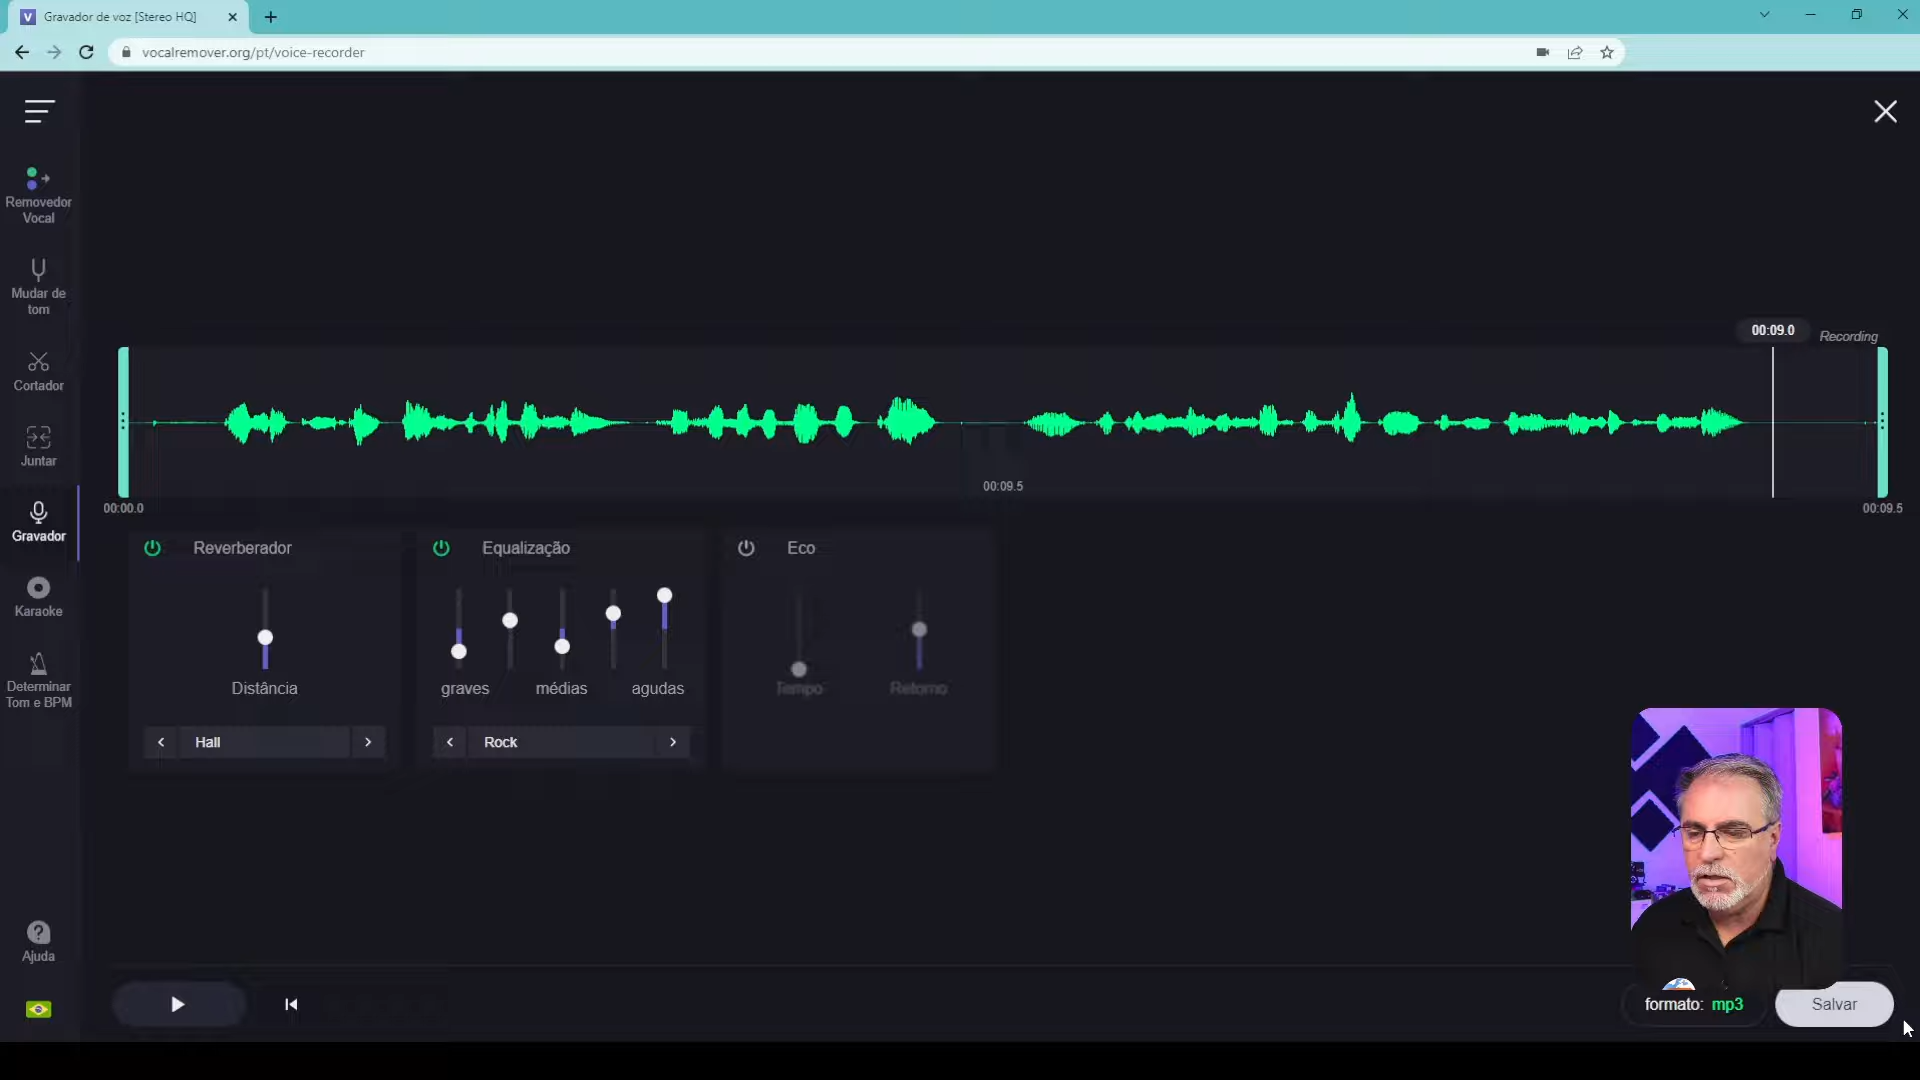 Gravador de voz [Stereo HQ]
vocalremover.org/pt/voice-recorder
Removedor
Vocal
Mudar de
tom
Cortador
Juntar
Gravador
Karaoke
Determinar
Tom e BPM
Ajuda
00:09.0
Recording
00:09.5
00:00.0
00:09.5
Reverberador
Distância
Hall
Equalização
graves
médias
agudas
Rock
Eco
Tempo
Retorno
formato: mp3
Salvar